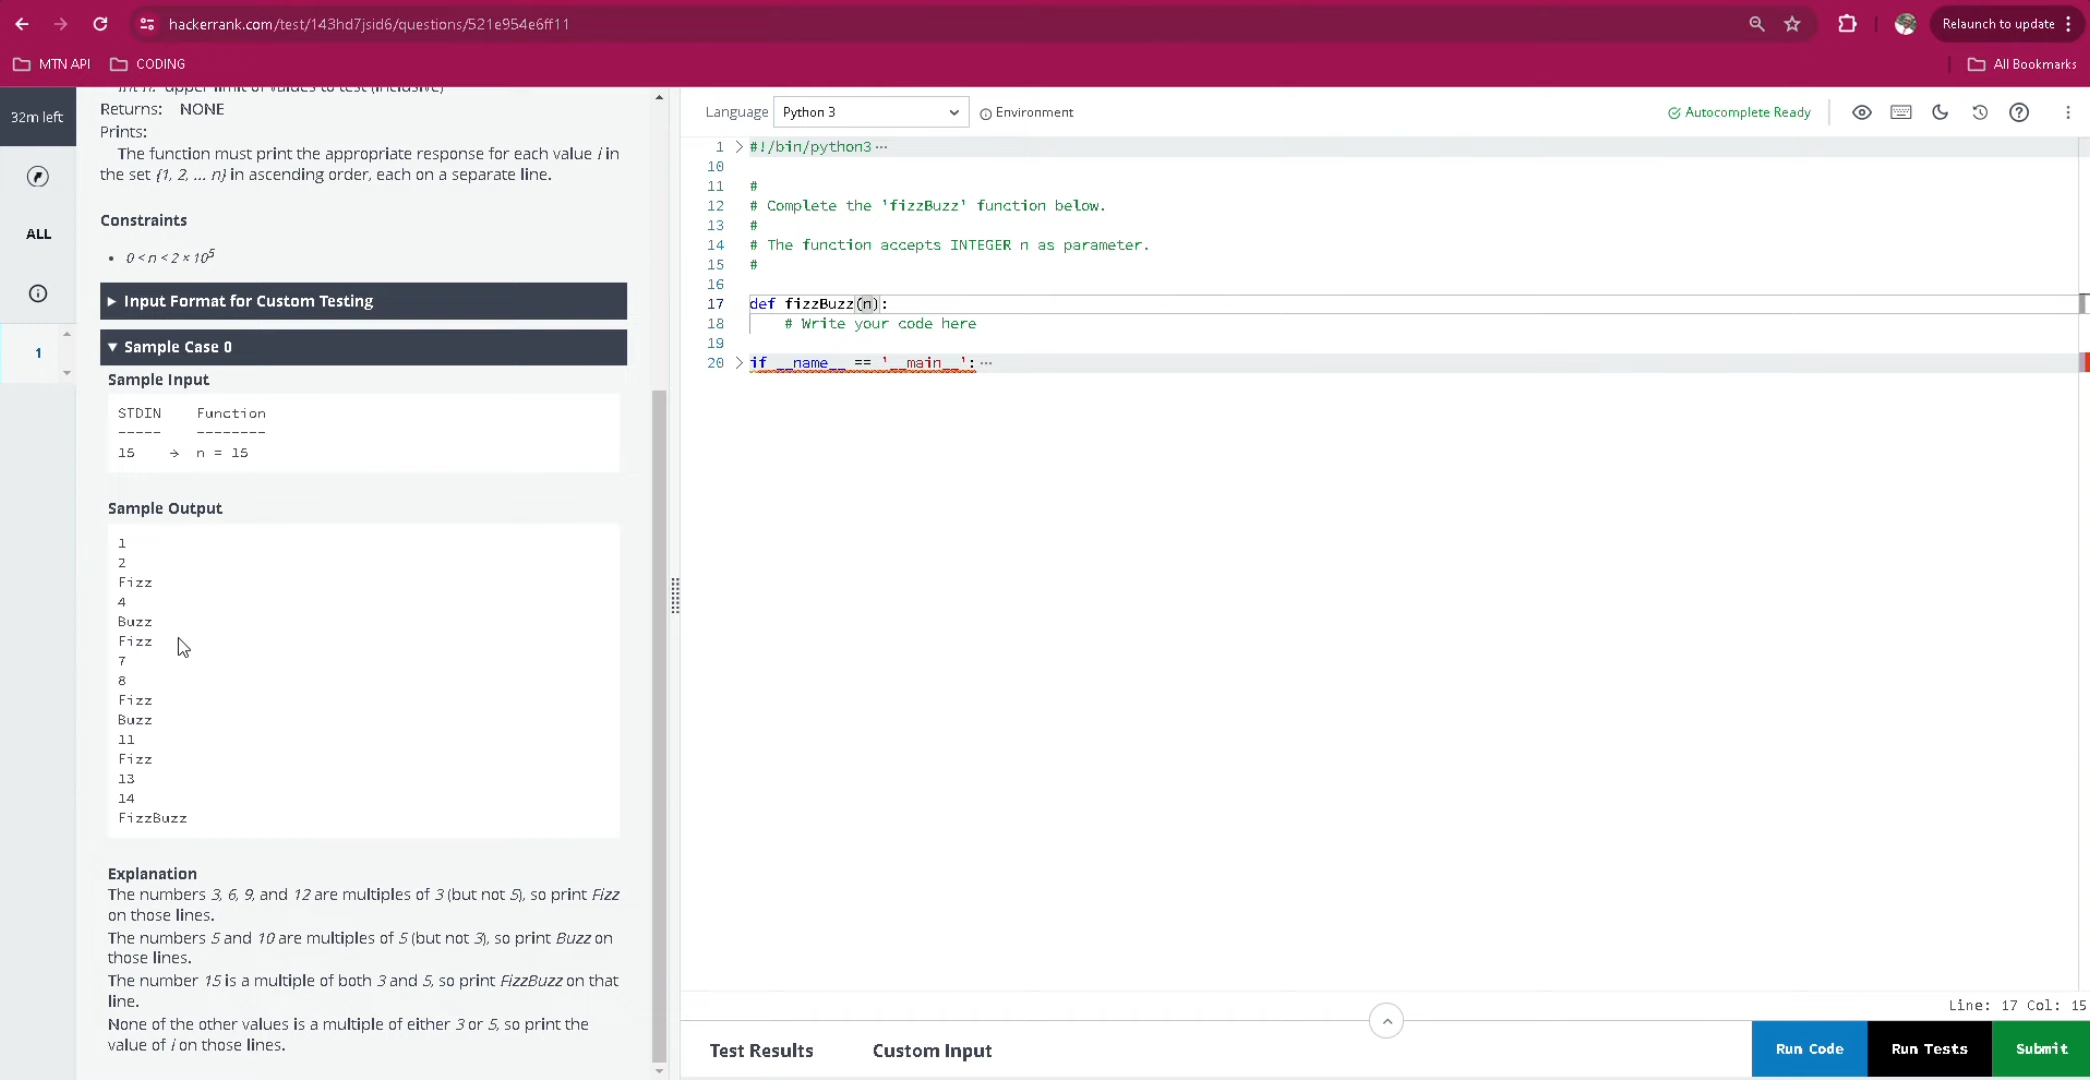 hackerrank.com/test/143hd7jsid6/questions/521e954e6ff11
Relaunch to update
MTN API
CODING
All Bookmarks
32m left
ALL
1
int n: upper limit of values to test (inclusive)
Returns: NONE
Prints:
The function must print the appropriate response for each value i in
the set {1, 2, ... n} in ascending order, each on a separate line.
Constraints
• 0 < n < 2 × 10⁵
Input Format for Custom Testing
Sample Case 0
Sample Input
STDIN Function
----- --------
15 → n = 15
Sample Output
1
2
Fizz
4
Buzz
Fizz
7
8
Fizz
Buzz
11
Fizz
13
14
FizzBuzz
Explanation
The numbers 3, 6, 9, and 12 are multiples of 3 (but not 5), so print Fizz
on those lines.
The numbers 5 and 10 are multiples of 5 (but not 3), so print Buzz on
those lines.
The number 15 is a multiple of both 3 and 5, so print FizzBuzz on that
line.
None of the other values is a multiple of either 3 or 5, so print the
value of i on those lines.
Language Python 3 Environment
Autocomplete Ready
1 #!/bin/python3 ···
10
11 #
12 # Complete the 'fizzBuzz' function below.
13 #
14 # The function accepts INTEGER n as parameter.
15 #
16
17 def fizzBuzz(n):
18 # Write your code here
19
20 if __name__ == '__main__': ···
Line: 17 Col: 15
Test Results
Custom Input
Run Code
Run Tests
Submit